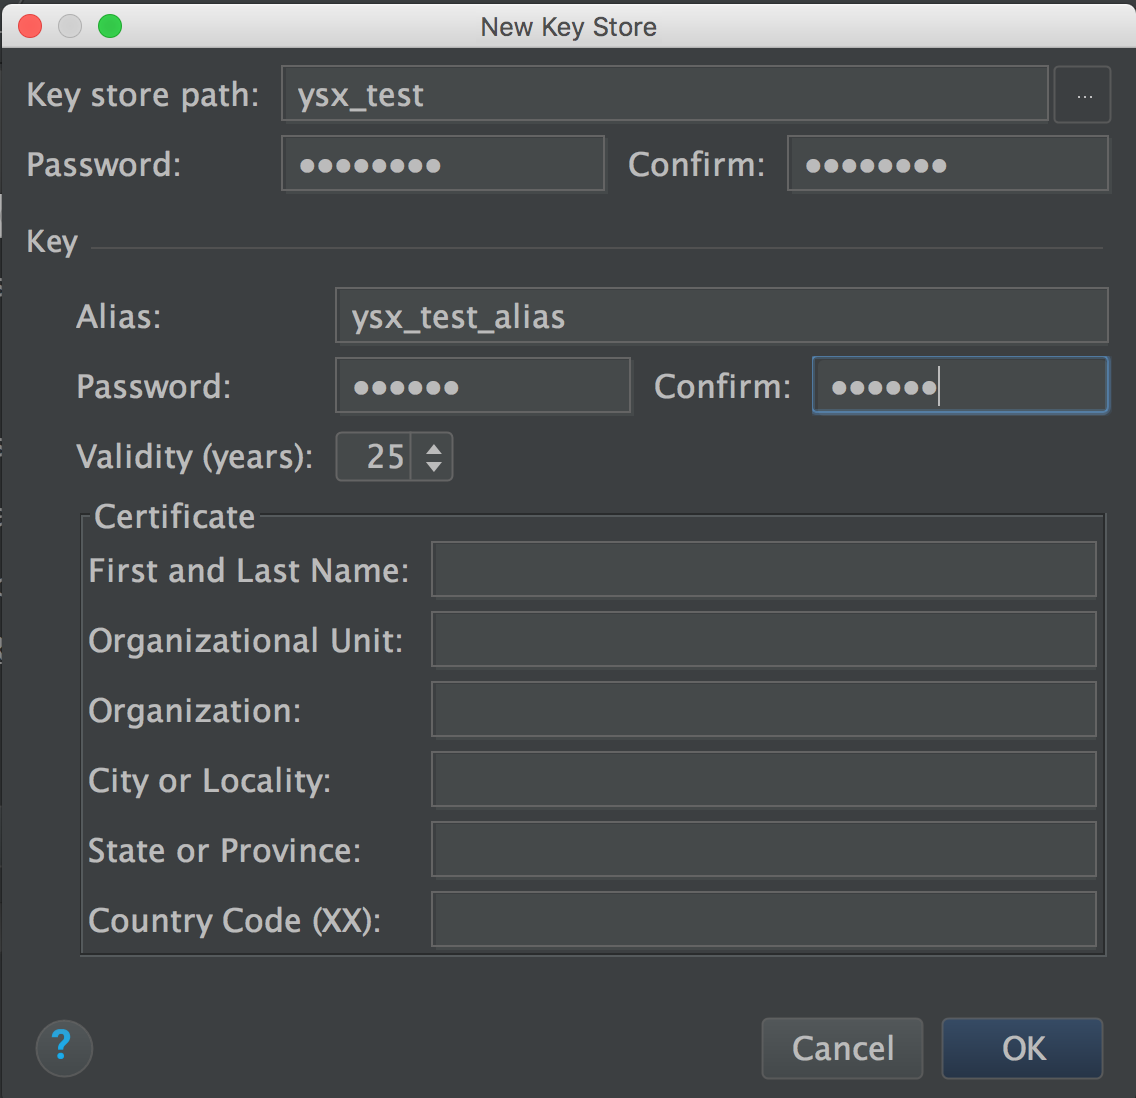 New Key Store
Key store path: ysx_test ...
Password: •••••••• Confirm: ••••••••
Key
Alias: ysx_test_alias
Password: •••••• Confirm: ••••••
Validity (years): 25
Certificate
First and Last Name:
Organizational Unit:
Organization:
City or Locality:
State or Province:
Country Code (XX):
? Cancel OK